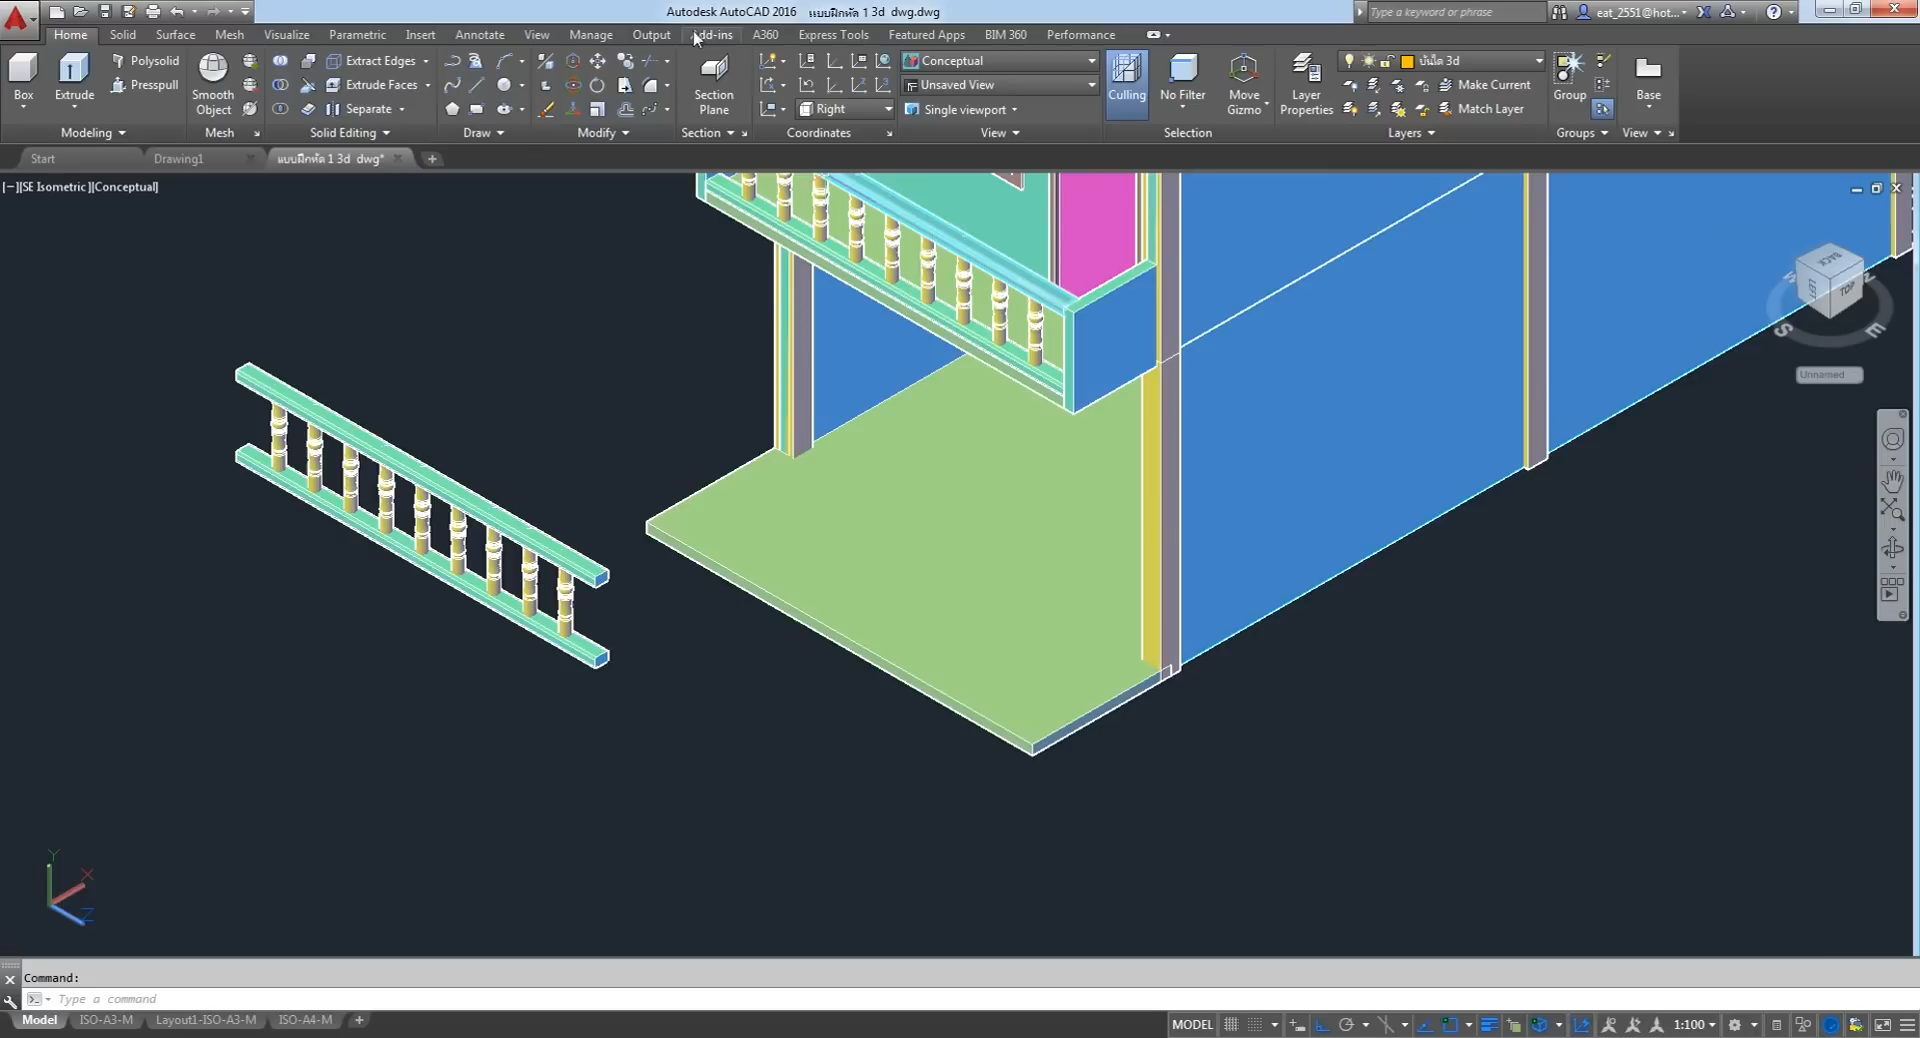 Autodesk AutoCAD 2016 แบบฝึกหัด 1 3d dwg.dwg
Type a keyword or phrase
eat_2551@hot...
Home Solid Surface Mesh Visualize Parametric Insert Annotate View Manage Output Add-ins A360 Express Tools Featured Apps BIM 360 Performance
Box
Extrude
Polysolid
Presspull
Smooth Object
Extract Edges
Extrude Faces
Separate
Section Plane
Right
Conceptual
Unsaved View
Single viewport
Culling
No Filter
Move Gizmo
Layer Properties
บันได 3d
Make Current
Match Layer
Group
Base
Modeling Mesh Solid Editing Draw Modify Section Coordinates View Selection Layers Groups View
Start Drawing1 แบบฝึกหัด 1 3d dwg*
[−][SE Isometric][Conceptual]
BACK
TOP
S
E
Unnamed
Y
X
Z
Command:
Type a command
Model ISO-A3-M Layout1-ISO-A3-M ISO-A4-M
MODEL 1:100